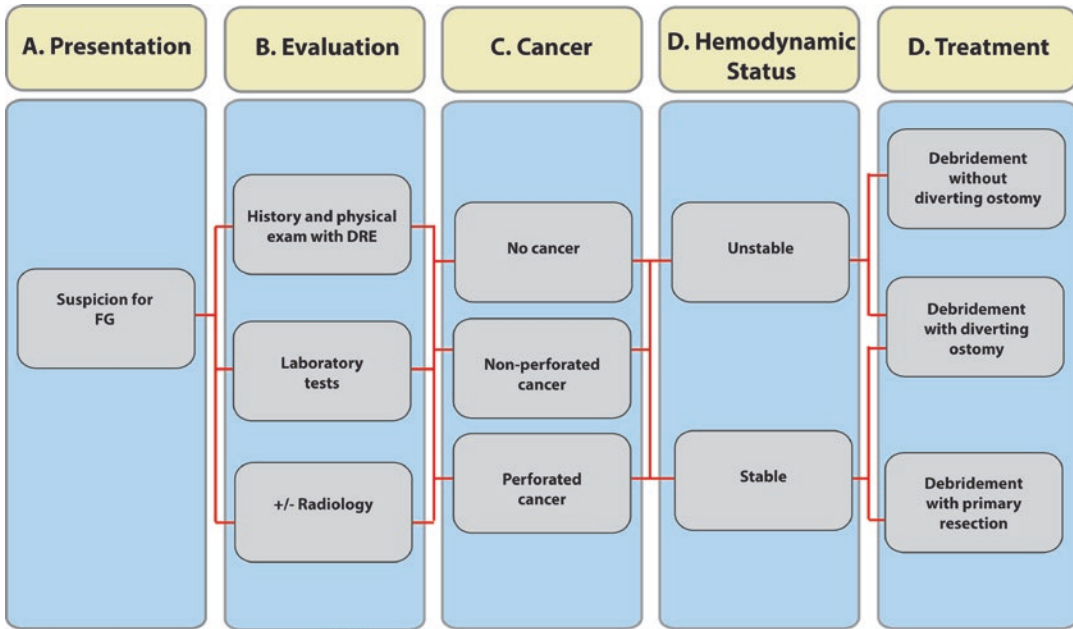 A. Presentation
B. Evaluation
C. Cancer
D. Hemodynamic
Status
D. Treatment
Suspicion for
FG
History and physical
exam with DRE
Laboratory
tests
+/- Radiology
No cancer
Non-perforated
cancer
Perforated
cancer
Unstable
Stable
Debridement
without
diverting ostomy
Debridement
with diverting
ostomy
Debridement
with primary
resection